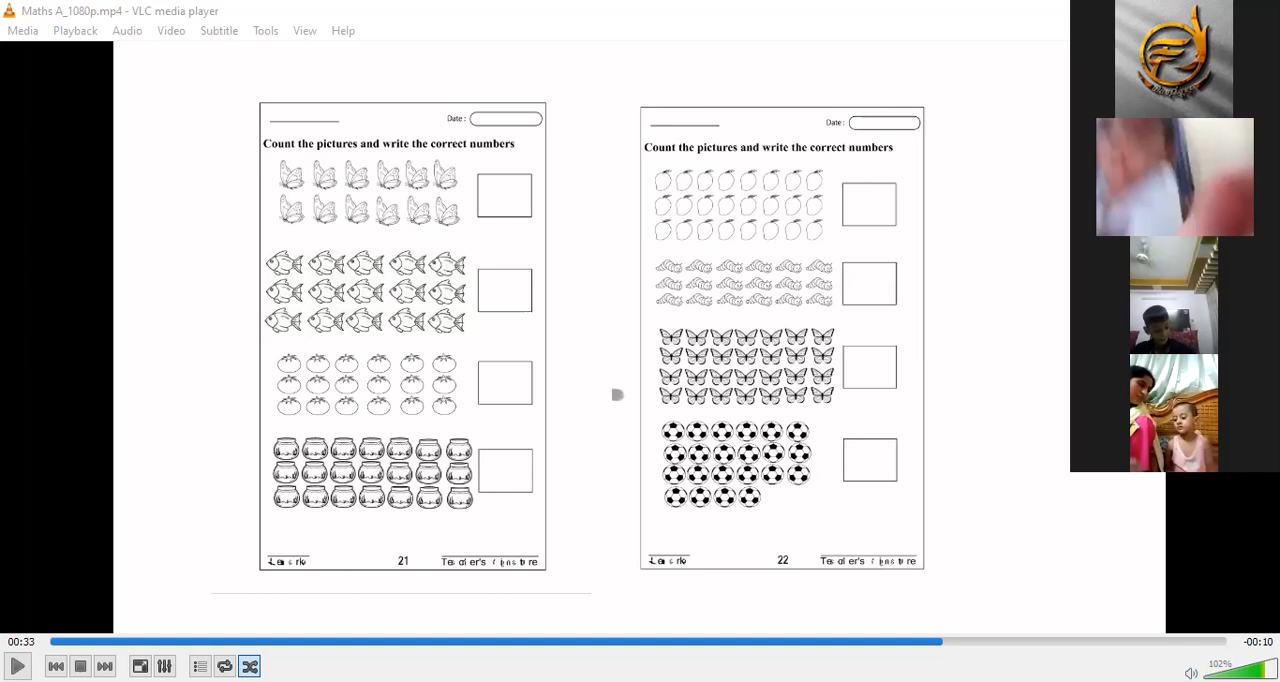 Maths A_1080p.mp4 - VLC media player
Media Playback Audio Video Subtitle Tools View Help
Date :
Count the pictures and write the correct numbers
21
Date :
Count the pictures and write the correct numbers
22
00:33
-00:10
102%